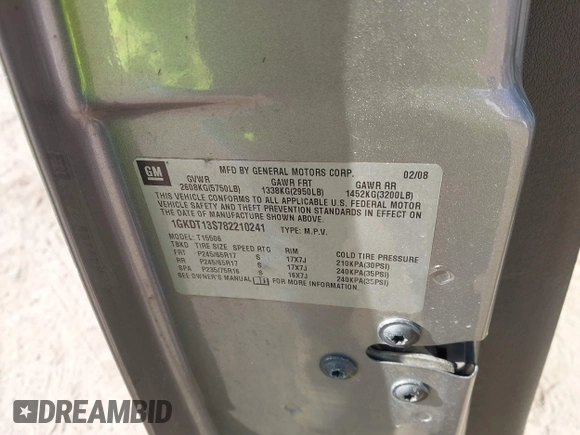 GM
MFD BY GENERAL MOTORS CORP. 02/08
GVWR GAWR FRT GAWR RR
2608KG(5750LB) 1338KG(2950LB) 1452KG(3200LB)
THIS VEHICLE CONFORMS TO ALL APPLICABLE U.S. FEDERAL MOTOR
VEHICLE SAFETY AND THEFT PREVENTION STANDARDS IN EFFECT ON
THE DATE OF MANUFACTURE SHOWN ABOVE.
1GKDT13S782210241 TYPE: M.P.V.
MODEL: T15506
TBKD TIRE SIZE SPEED RTG RIM COLD TIRE PRESSURE
FRT P245/65R17 S 17X7J 210KPA(30PSI)
RR P245/65R17 S 17X7J 240KPA(35PSI)
SPA P235/75R16 S 16X7J 240KPA(35PSI)
SEE OWNER'S MANUAL FOR MORE INFORMATION.
DREAMBID